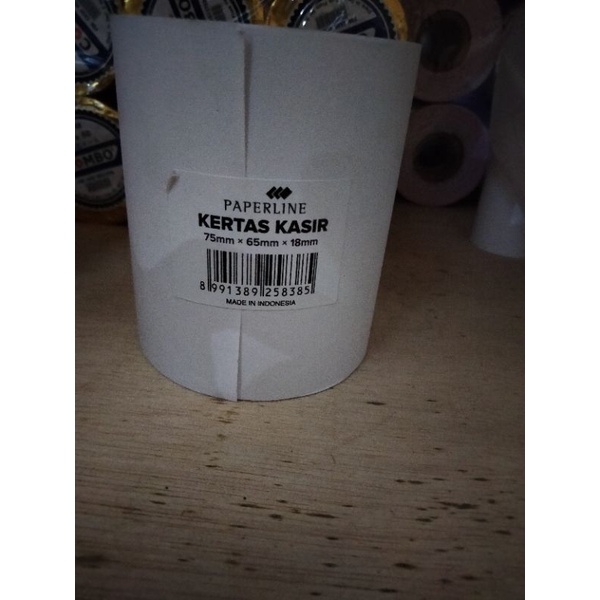 PAPERLINE
KERTAS KASIR
75mm × 65mm × 18mm
8 991389 258385
MADE IN INDONESIA